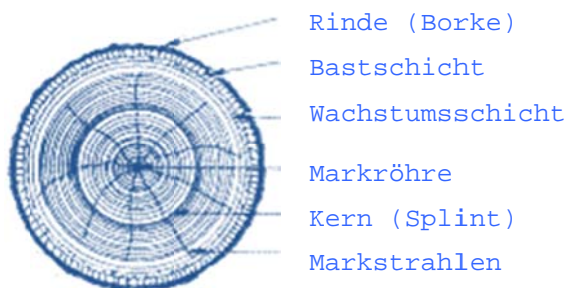 Rinde (Borke)
Bastschicht
Wachstumsschicht
Markröhre
Kern (Splint)
Markstrahlen